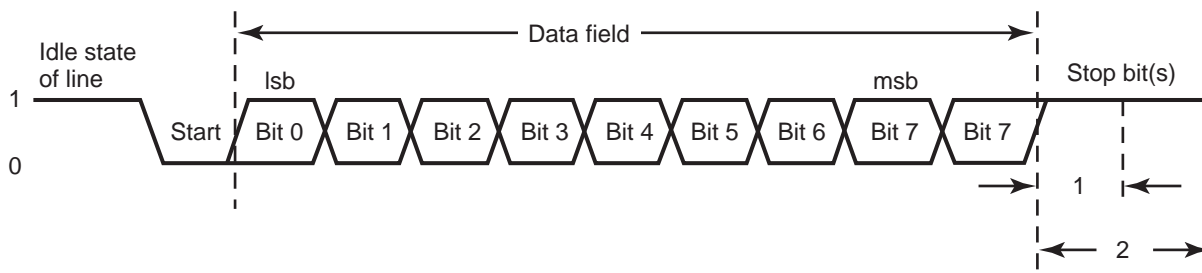 Data field
Idle state
of line
lsb
msb
Stop bit(s)
1
Start
Bit 0
Bit 1
Bit 2
Bit 3
Bit 4
Bit 5
Bit 6
Bit 7
Bit 7
0
1
2